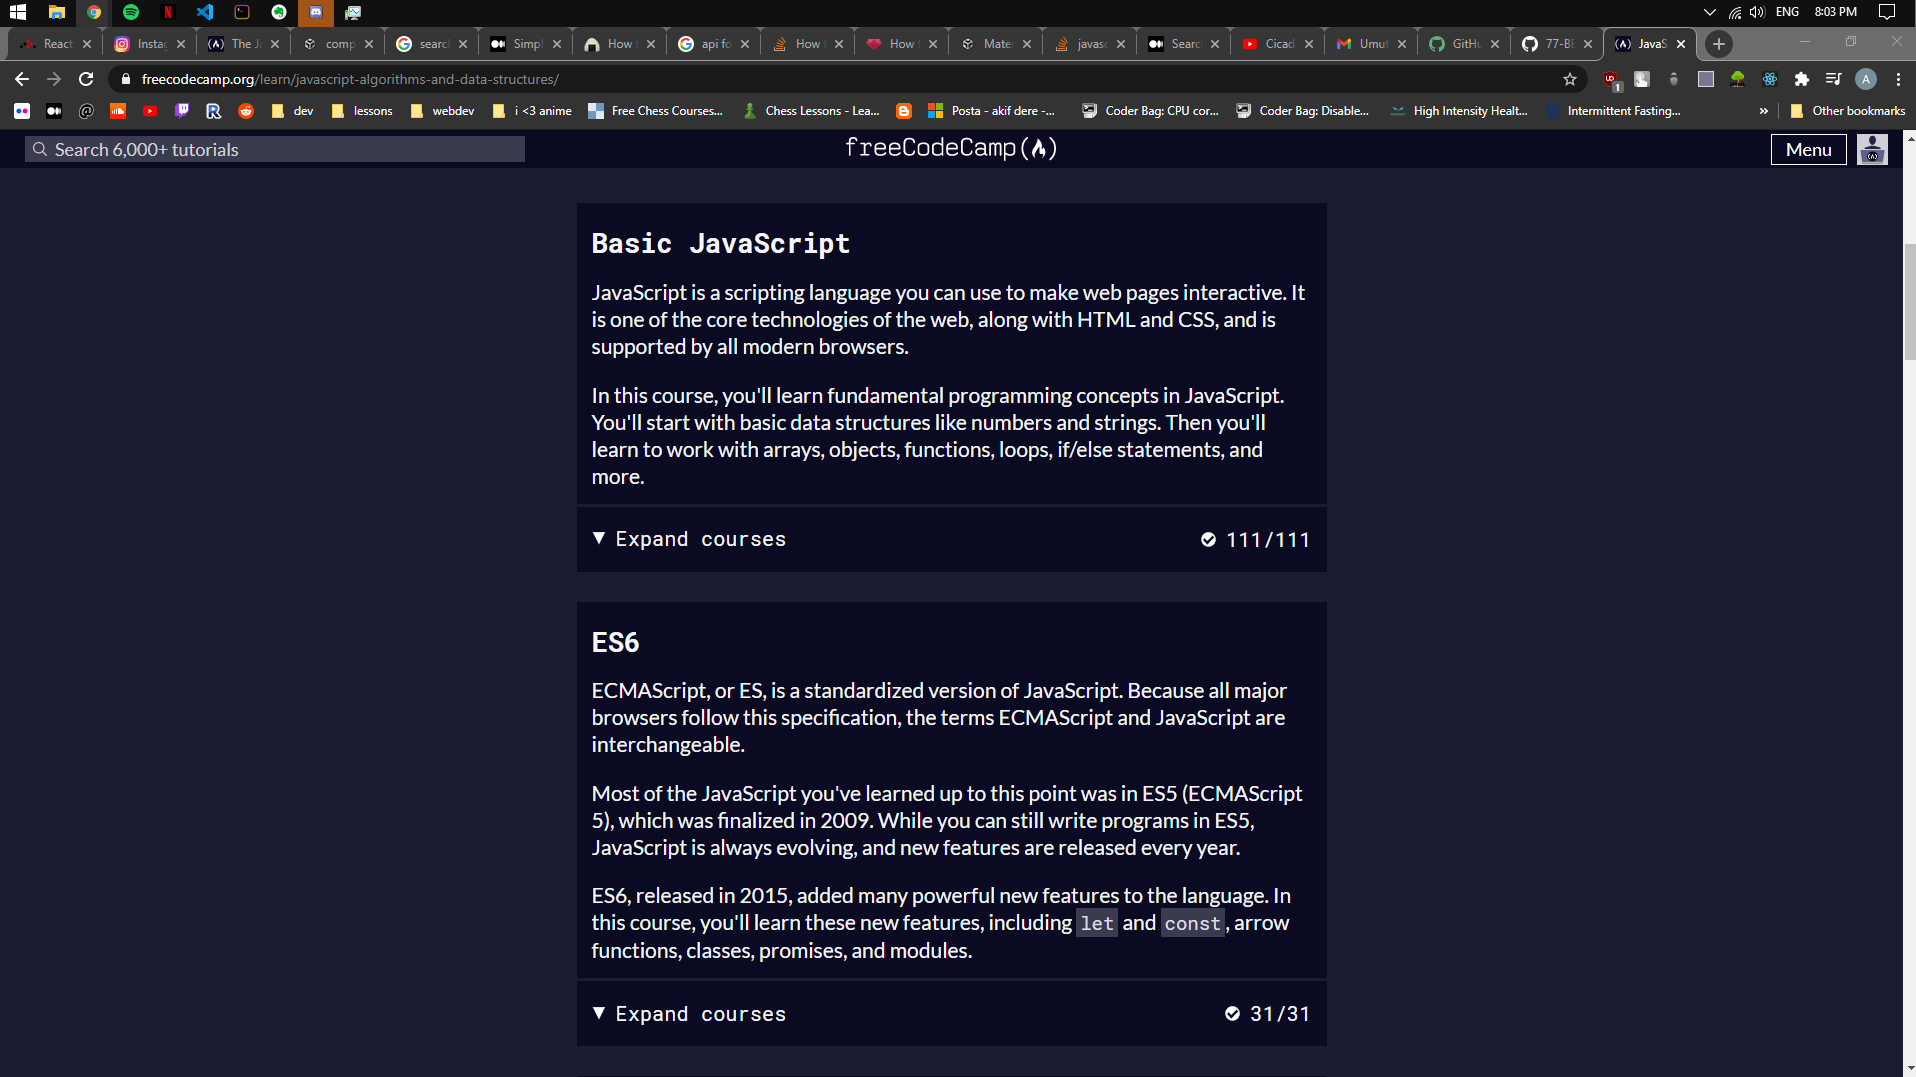 ENG 8:03 PM
React
Instag
The Ja
comp
searc
Simpl
How t
api fo
How
How
Mater
javasc
Searc
Cicad
Umut
GitHu
77-BE
JavaS
freecodecamp.org/learn/javascript-algorithms-and-data-structures/
1
A
dev
lessons
webdev
i <3 anime
Free Chess Courses...
Chess Lessons - Lea...
Posta - akif dere -...
Coder Bag: CPU cor...
Coder Bag: Disable...
High Intensity Healt...
Intermittent Fasting...
»
Other bookmarks
Search 6,000+ tutorials
freeCodeCamp
Menu
Basic JavaScript
JavaScript is a scripting language you can use to make web pages interactive. It
is one of the core technologies of the web, along with HTML and CSS, and is
supported by all modern browsers.
In this course, you'll learn fundamental programming concepts in JavaScript.
You'll start with basic data structures like numbers and strings. Then you'll
learn to work with arrays, objects, functions, loops, if/else statements, and
more.
Expand courses 111/111
ES6
ECMAScript, or ES, is a standardized version of JavaScript. Because all major
browsers follow this specification, the terms ECMAScript and JavaScript are
interchangeable.
Most of the JavaScript you've learned up to this point was in ES5 (ECMAScript
5), which was finalized in 2009. While you can still write programs in ES5,
JavaScript is always evolving, and new features are released every year.
ES6, released in 2015, added many powerful new features to the language. In
this course, you'll learn these new features, including let and const, arrow
functions, classes, promises, and modules.
Expand courses 31/31